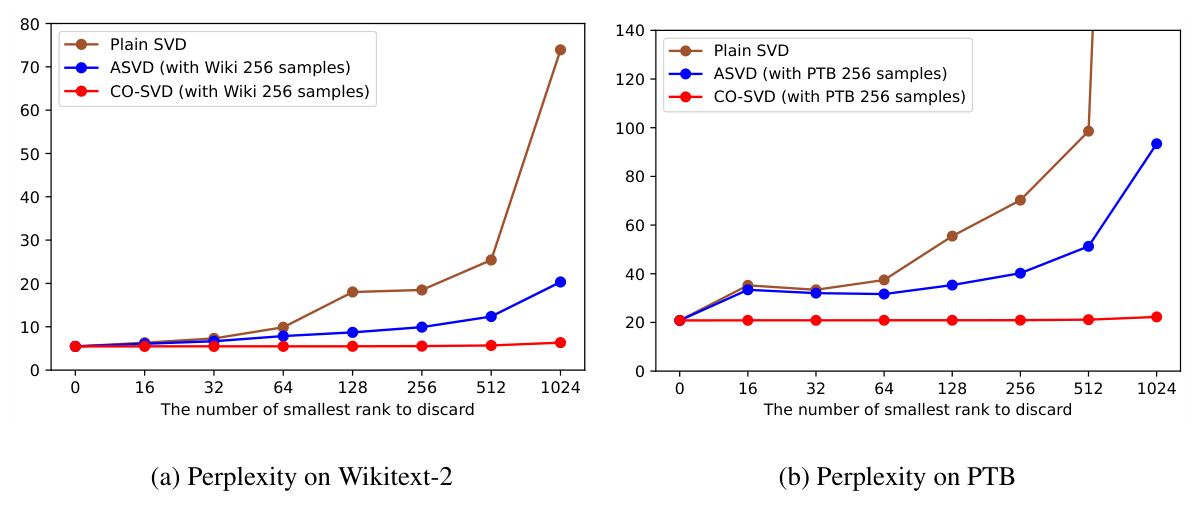 80
70
60
50
40
30
20
10
0
Plain SVD
ASVD (with Wiki 256 samples)
CO-SVD (with Wiki 256 samples)
0 16 32 64 128 256 512 1024
The number of smallest rank to discard
(a) Perplexity on Wikitext-2
140
120
100
80
60
40
20
0
Plain SVD
ASVD (with PTB 256 samples)
CO-SVD (with PTB 256 samples)
0 16 32 64 128 256 512 1024
The number of smallest rank to discard
(b) Perplexity on PTB